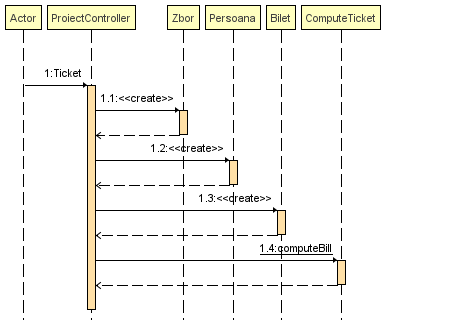 Actor ProiectController Zbor Persoana Bilet ComputeTicket
1:Ticket
1.1:<<create>>
1.2:<<create>>
1.3:<<create>>
1.4:computeBill